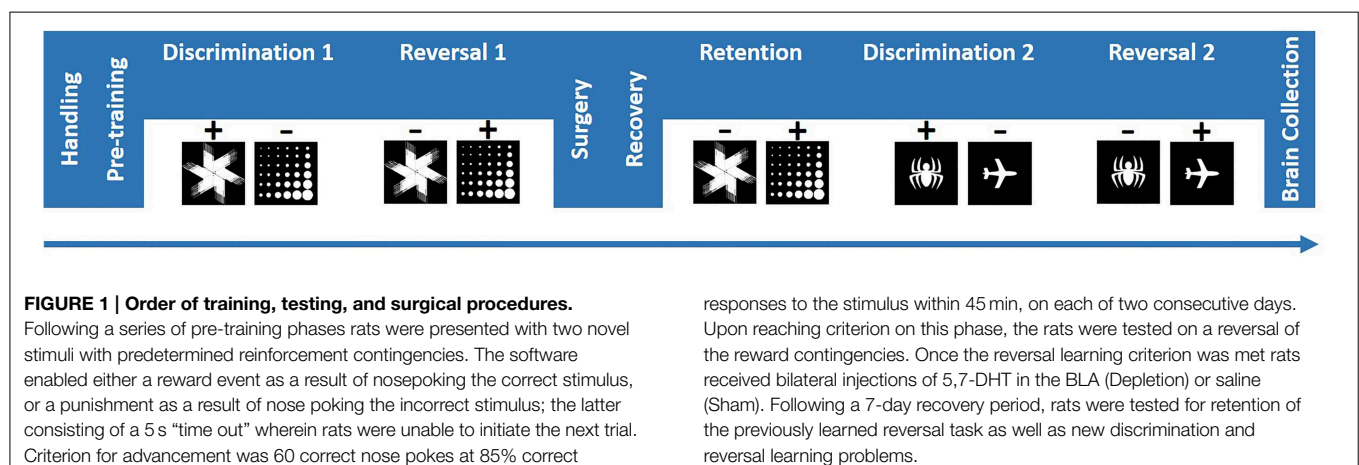 Handling
Pre-training
Discrimination 1
Reversal 1
Surgery
Recovery
Retention
Discrimination 2
Reversal 2
Brain Collection
+ -
- +
- +
+ -
- +
FIGURE 1 | Order of training, testing, and surgical procedures.
Following a series of pre-training phases rats were presented with two novel
stimuli with predetermined reinforcement contingencies. The software
enabled either a reward event as a result of nosepoking the correct stimulus,
or a punishment as a result of nose poking the incorrect stimulus; the latter
consisting of a 5 s “time out” wherein rats were unable to initiate the next trial.
Criterion for advancement was 60 correct nose pokes at 85% correct
responses to the stimulus within 45 min, on each of two consecutive days.
Upon reaching criterion on this phase, the rats were tested on a reversal of
the reward contingencies. Once the reversal learning criterion was met rats
received bilateral injections of 5,7-DHT in the BLA (Depletion) or saline
(Sham). Following a 7-day recovery period, rats were tested for retention of
the previously learned reversal task as well as new discrimination and
reversal learning problems.